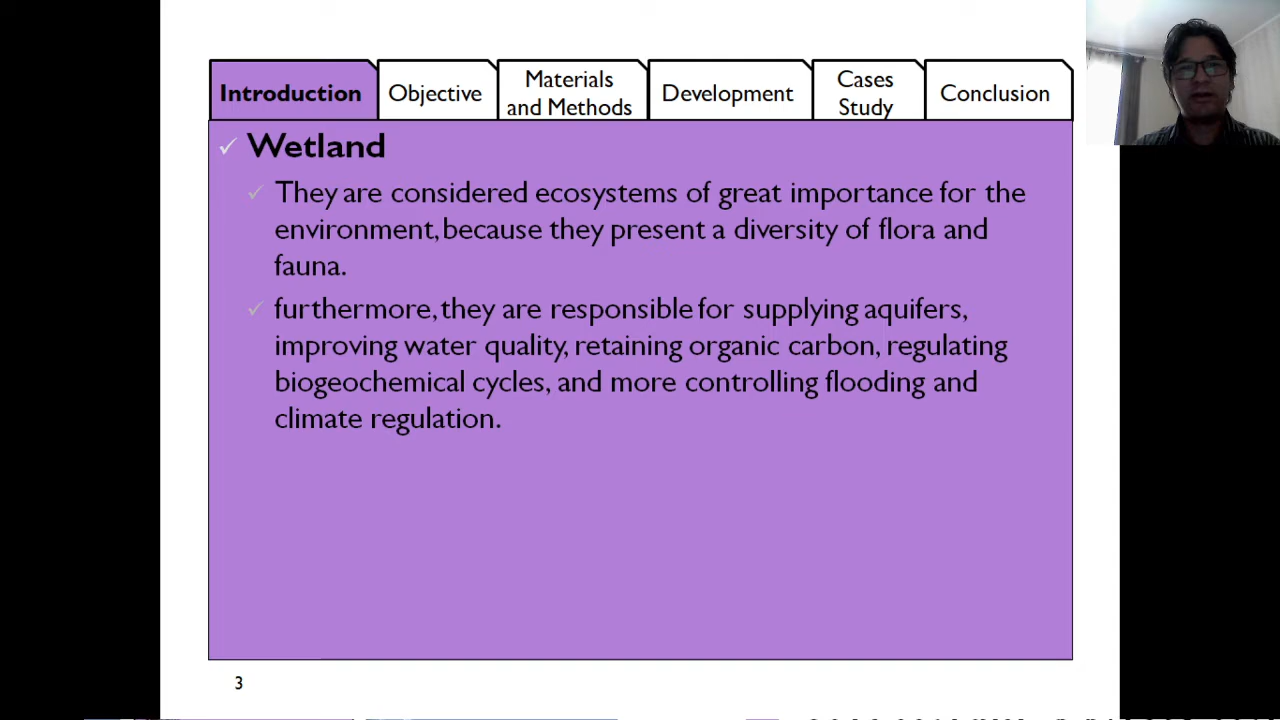 Introduction
Objective
Materials
and Methods
Development
Cases
Study
Conclusion
Wetland
They are considered ecosystems of great importance for the
environment, because they present a diversity of flora and
fauna.
furthermore, they are responsible for supplying aquifers,
improving water quality, retaining organic carbon, regulating
biogeochemical cycles, and more controlling flooding and
climate regulation.
3